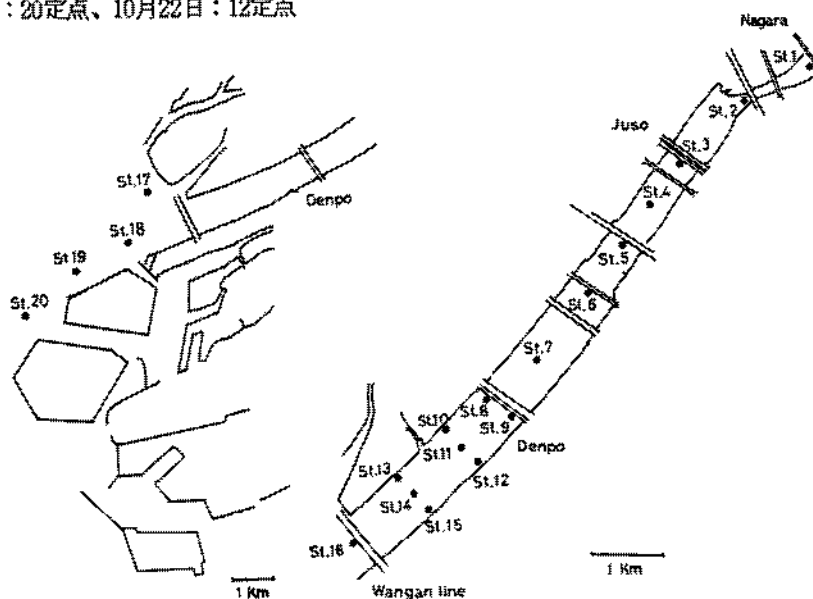 ：20定点、10月22日：12定点
Nagara
St.1
St.2
Juso
St.3
St.4
St.5
St.6
St.7
St.8
St.9
Denpo
St.10
St.11
St.12
St.13
St.14
St.15
St.16
Wangan line
1 Km
St.17
Denpo
St.18
St.19
St.20
1 Km